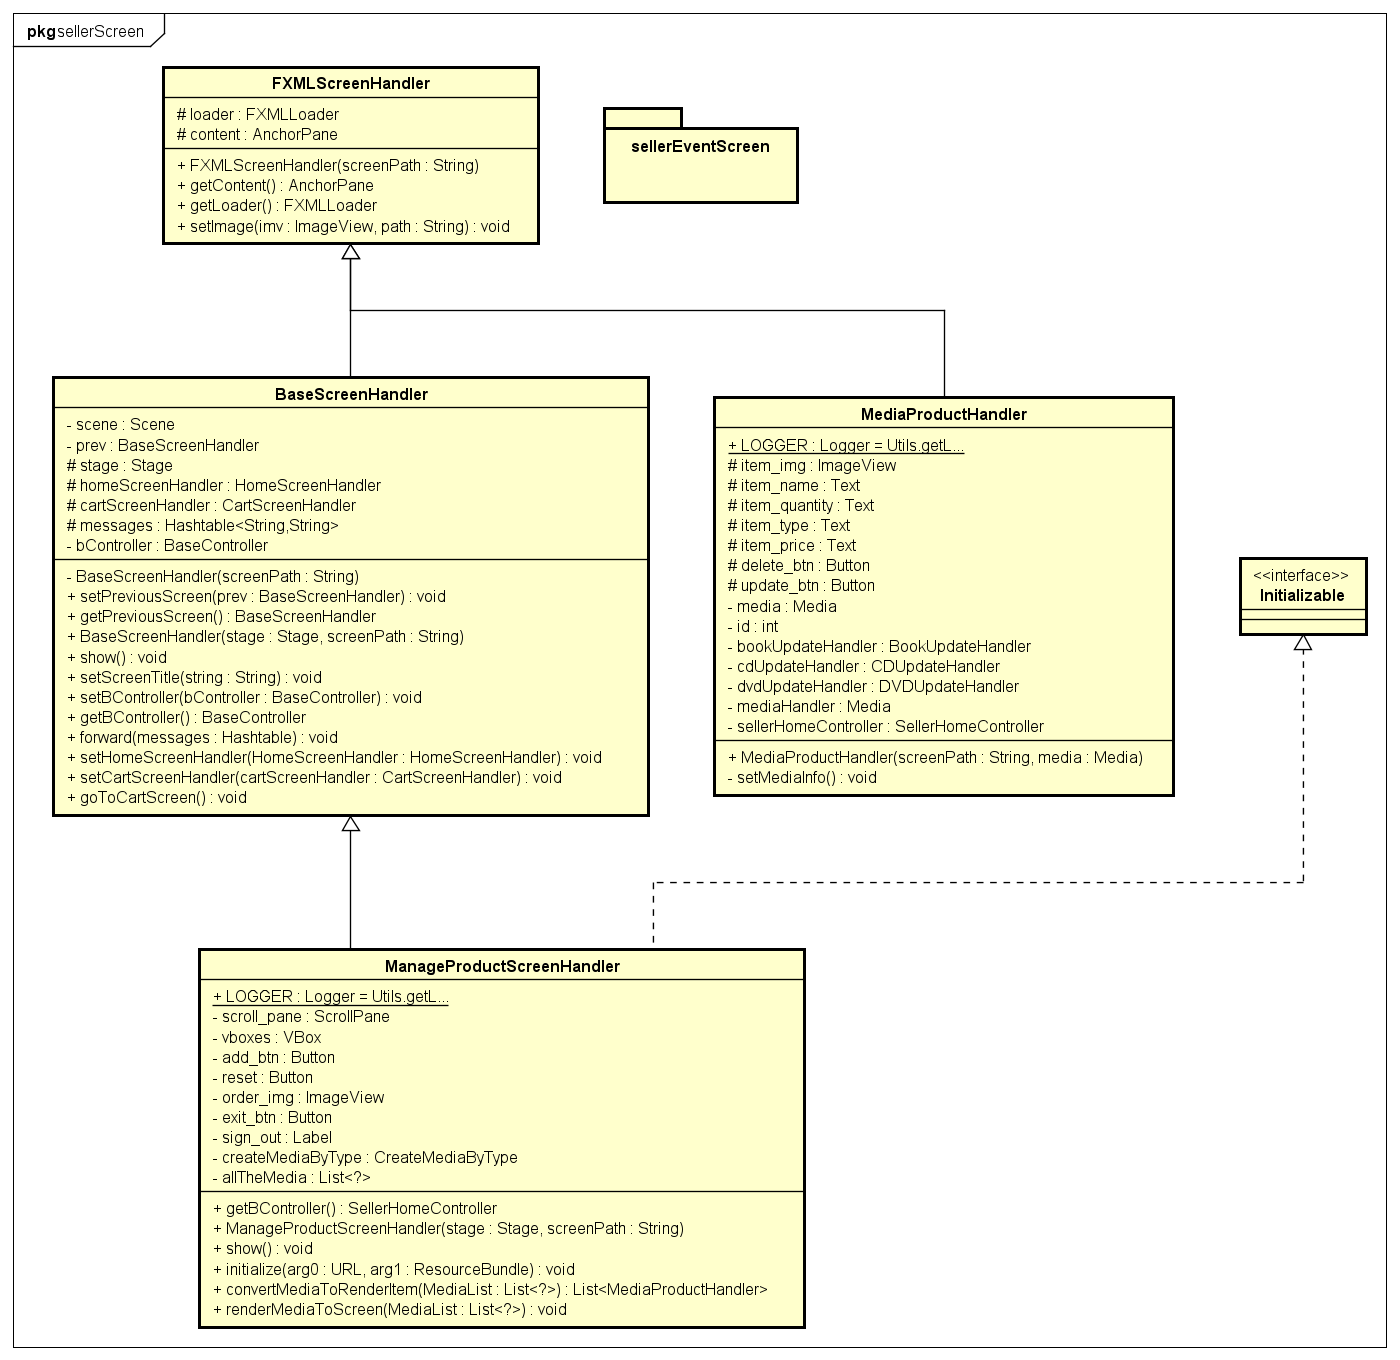 pkg sellerScreen
FXMLScreenHandler
# loader : FXMLLoader
# content : AnchorPane
+ FXMLScreenHandler(screenPath : String)
+ getContent() : AnchorPane
+ getLoader() : FXMLLoader
+ setImage(imv : ImageView, path : String) : void
sellerEventScreen
BaseScreenHandler
- scene : Scene
- prev : BaseScreenHandler
# stage : Stage
# homeScreenHandler : HomeScreenHandler
# cartScreenHandler : CartScreenHandler
# messages : Hashtable<String,String>
- bController : BaseController
- BaseScreenHandler(screenPath : String)
+ setPreviousScreen(prev : BaseScreenHandler) : void
+ getPreviousScreen() : BaseScreenHandler
+ BaseScreenHandler(stage : Stage, screenPath : String)
+ show() : void
+ setScreenTitle(string : String) : void
+ setBController(bController : BaseController) : void
+ getBController() : BaseController
+ forward(messages : Hashtable) : void
+ setHomeScreenHandler(HomeScreenHandler : HomeScreenHandler) : void
+ setCartScreenHandler(cartScreenHandler : CartScreenHandler) : void
+ goToCartScreen() : void
MediaProductHandler
+ LOGGER : Logger = Utils.getL...
# item_img : ImageView
# item_name : Text
# item_quantity : Text
# item_type : Text
# item_price : Text
# delete_btn : Button
# update_btn : Button
- media : Media
- id : int
- bookUpdateHandler : BookUpdateHandler
- cdUpdateHandler : CDUpdateHandler
- dvdUpdateHandler : DVDUpdateHandler
- mediaHandler : Media
- sellerHomeController : SellerHomeController
+ MediaProductHandler(screenPath : String, media : Media)
- setMediaInfo() : void
<<interface>>
Initializable
ManageProductScreenHandler
+ LOGGER : Logger = Utils.getL...
- scroll_pane : ScrollPane
- vboxes : VBox
- add_btn : Button
- reset : Button
- order_img : ImageView
- exit_btn : Button
- sign_out : Label
- createMediaByType : CreateMediaByType
- allTheMedia : List<?>
+ getBController() : SellerHomeController
+ ManageProductScreenHandler(stage : Stage, screenPath : String)
+ show() : void
+ initialize(arg0 : URL, arg1 : ResourceBundle) : void
+ convertMediaToRenderItem(MediaList : List<?>) : List<MediaProductHandler>
+ renderMediaToScreen(MediaList : List<?>) : void